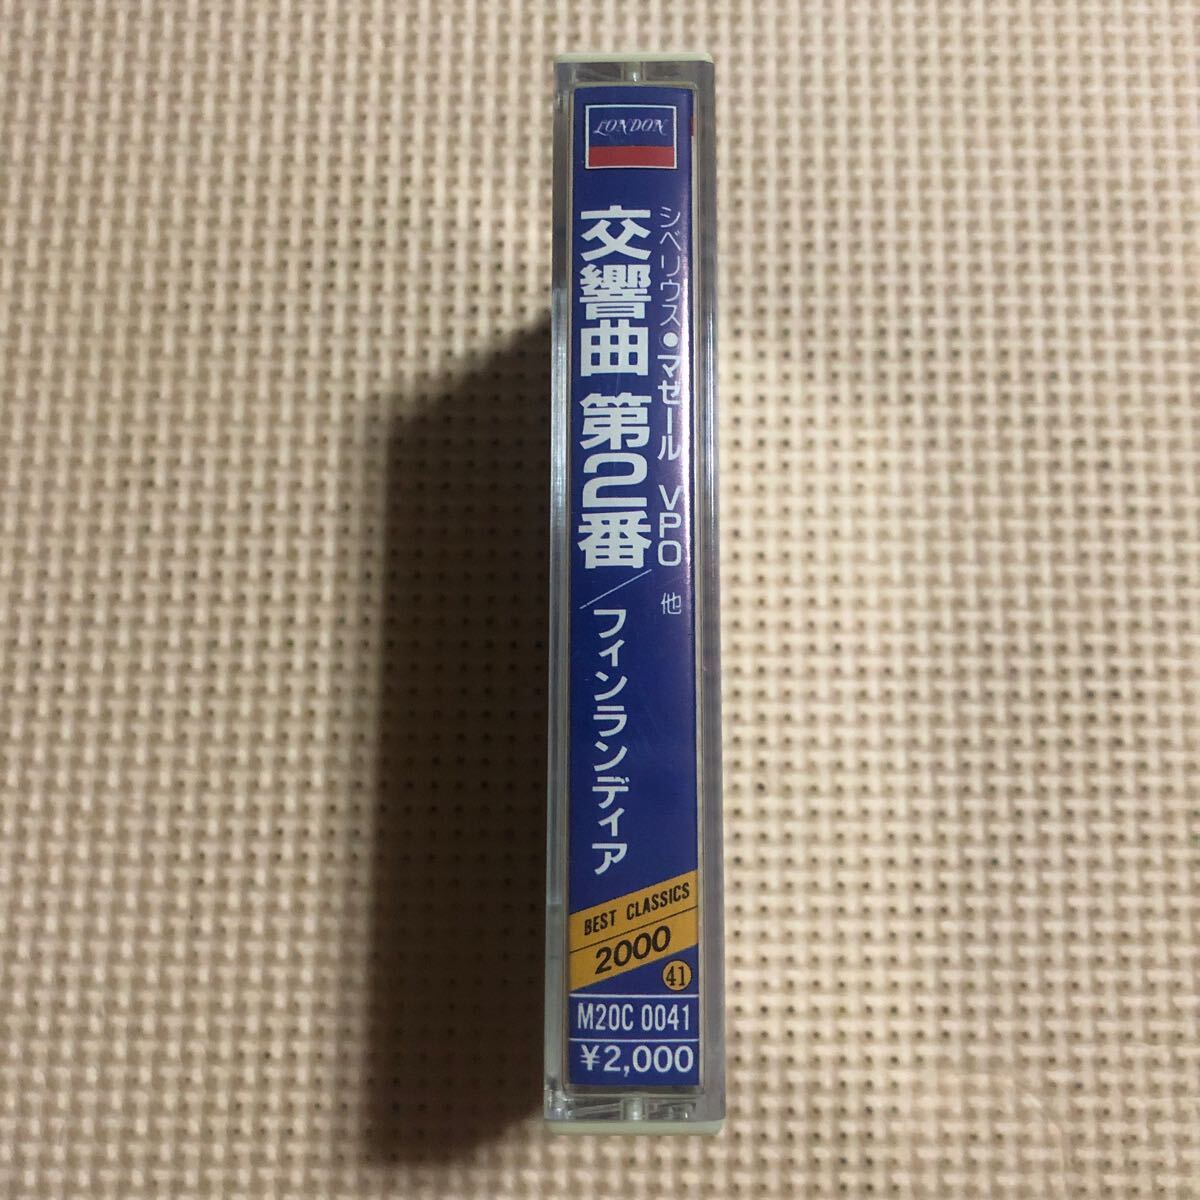 LONDON
シベリウス●マゼール VPO 他
交響曲 第2番／フィンランディア
BEST CLASSICS
2000
41
M20C 0041
¥2,000